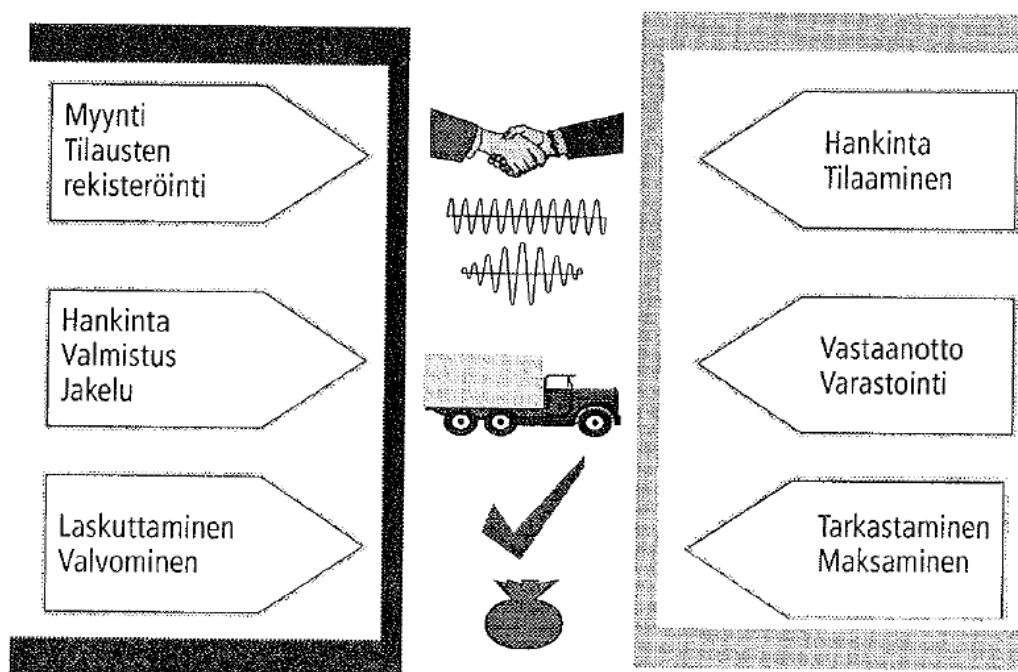 Myynti
Tilausten
rekisteröinti
Hankinta
Valmistus
Jakelu
Laskuttaminen
Valvominen
Hankinta
Tilaaminen
Vastaanotto
Varastointi
Tarkastaminen
Maksaminen